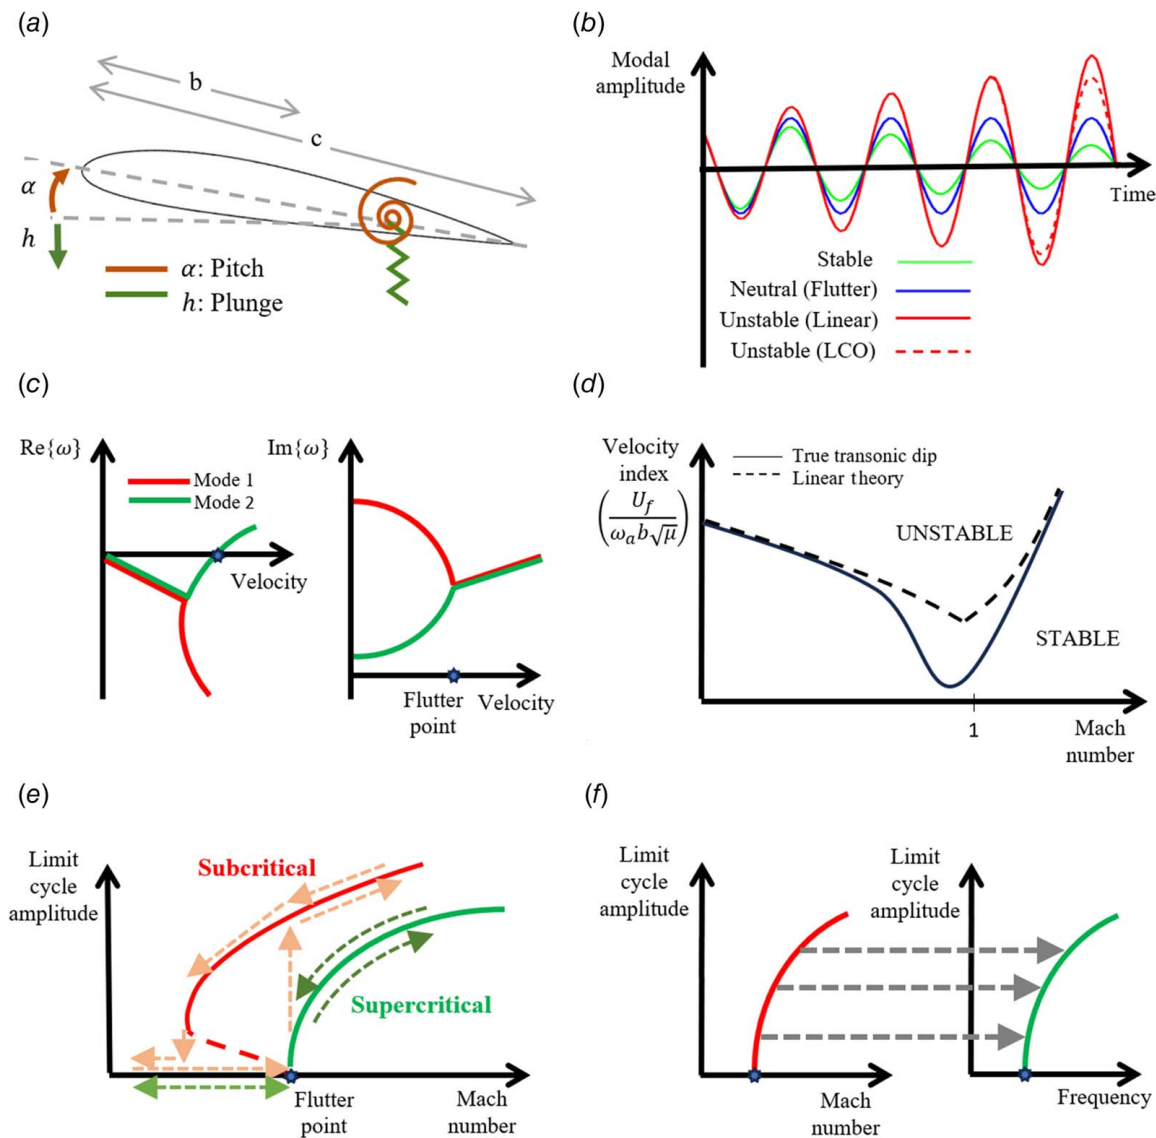 (a)
b
c
α
h
α: Pitch
h: Plunge
(b)
Modal
amplitude
Time
Stable
Neutral (Flutter)
Unstable (Linear)
Unstable (LCO)
(c)
Re{ω}
Mode 1
Mode 2
Velocity
Im{ω}
Flutter
point
Velocity
(d)
Velocity
index
(U_f / ω_a b√μ)
True transonic dip
Linear theory
UNSTABLE
STABLE
1
Mach
number
(e)
Limit
cycle
amplitude
Subcritical
Supercritical
Flutter
point
Mach
number
(f)
Limit
cycle
amplitude
Mach
number
Limit
cycle
amplitude
Frequency